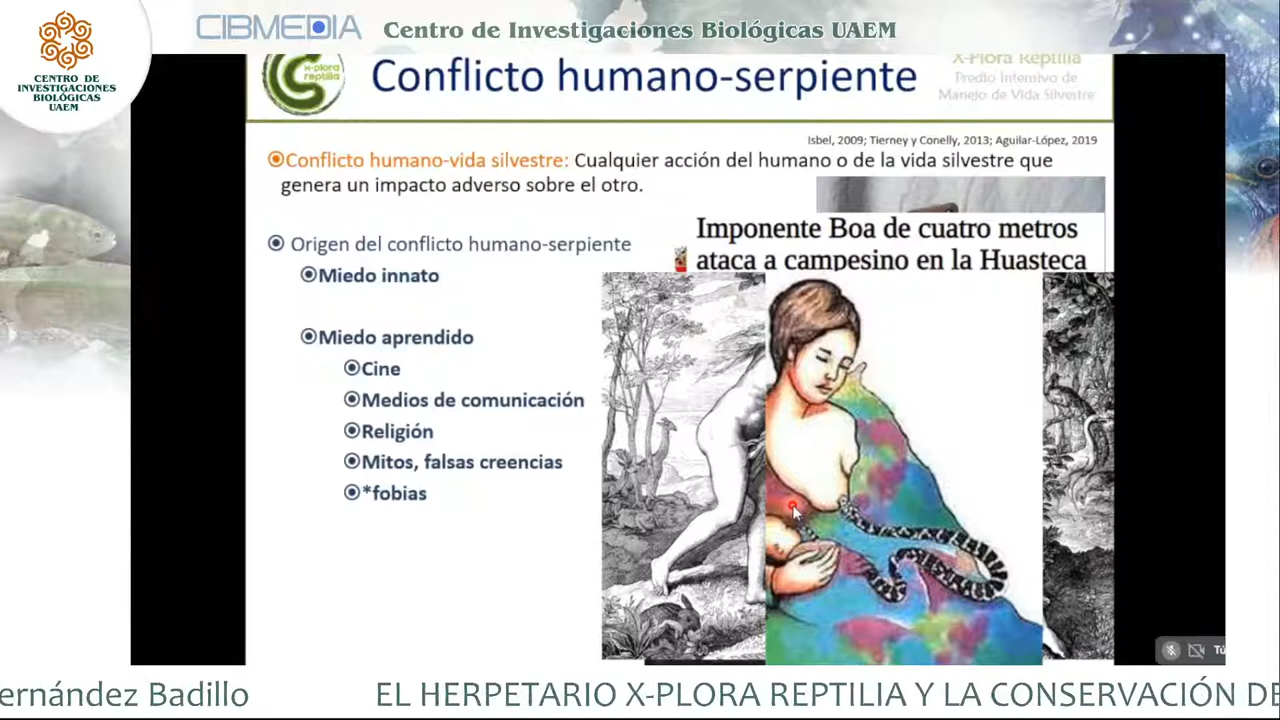 CIBMEDIA
Centro de Investigaciones Biológicas UAEM
CENTRO DE
INVESTIGACIONES
BIOLÓGICAS
UAEM
x-plora
reptilia
Conflicto humano-serpiente
X-Plora Reptilia
Predio Intensivo de
Manejo de Vida Silvestre
Isbel, 2009; Tierney y Conelly, 2013; Aguilar-López, 2019
Conflicto humano-vida silvestre: Cualquier acción del humano o de la vida silvestre que
genera un impacto adverso sobre el otro.
Imponente Boa de cuatro metros
ataca a campesino en la Huasteca
Origen del conflicto humano-serpiente
Miedo innato
Miedo aprendido
Cine
Medios de comunicación
Religión
Mitos, falsas creencias
*fobias
Tú
ernández Badillo
EL HERPETARIO X-PLORA REPTILIA Y LA CONSERVACIÓN DE